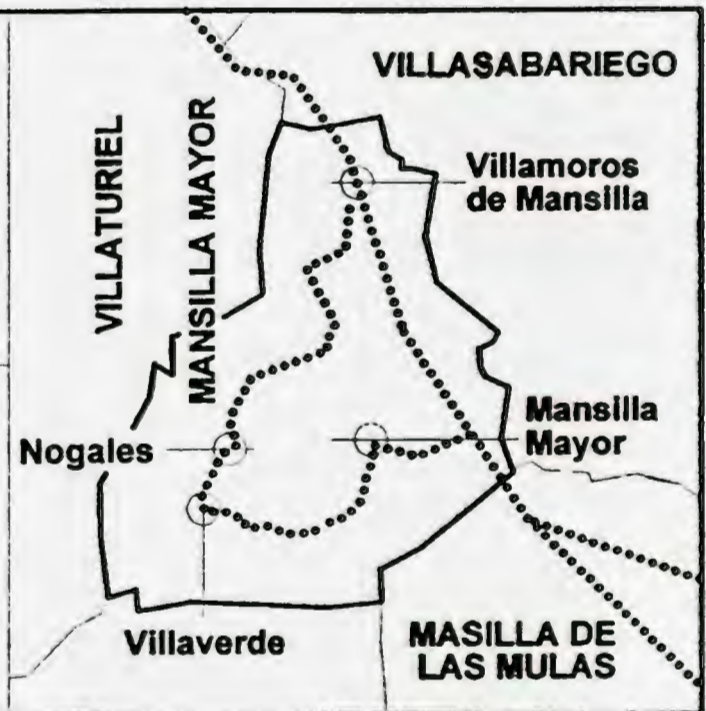 VILLASABARIEGO
VILLATURIEL
MANSILLA MAYOR
Villamoros
de Mansilla
Mansilla
Mayor
Nogales
Villaverde
MASILLA DE
LAS MULAS